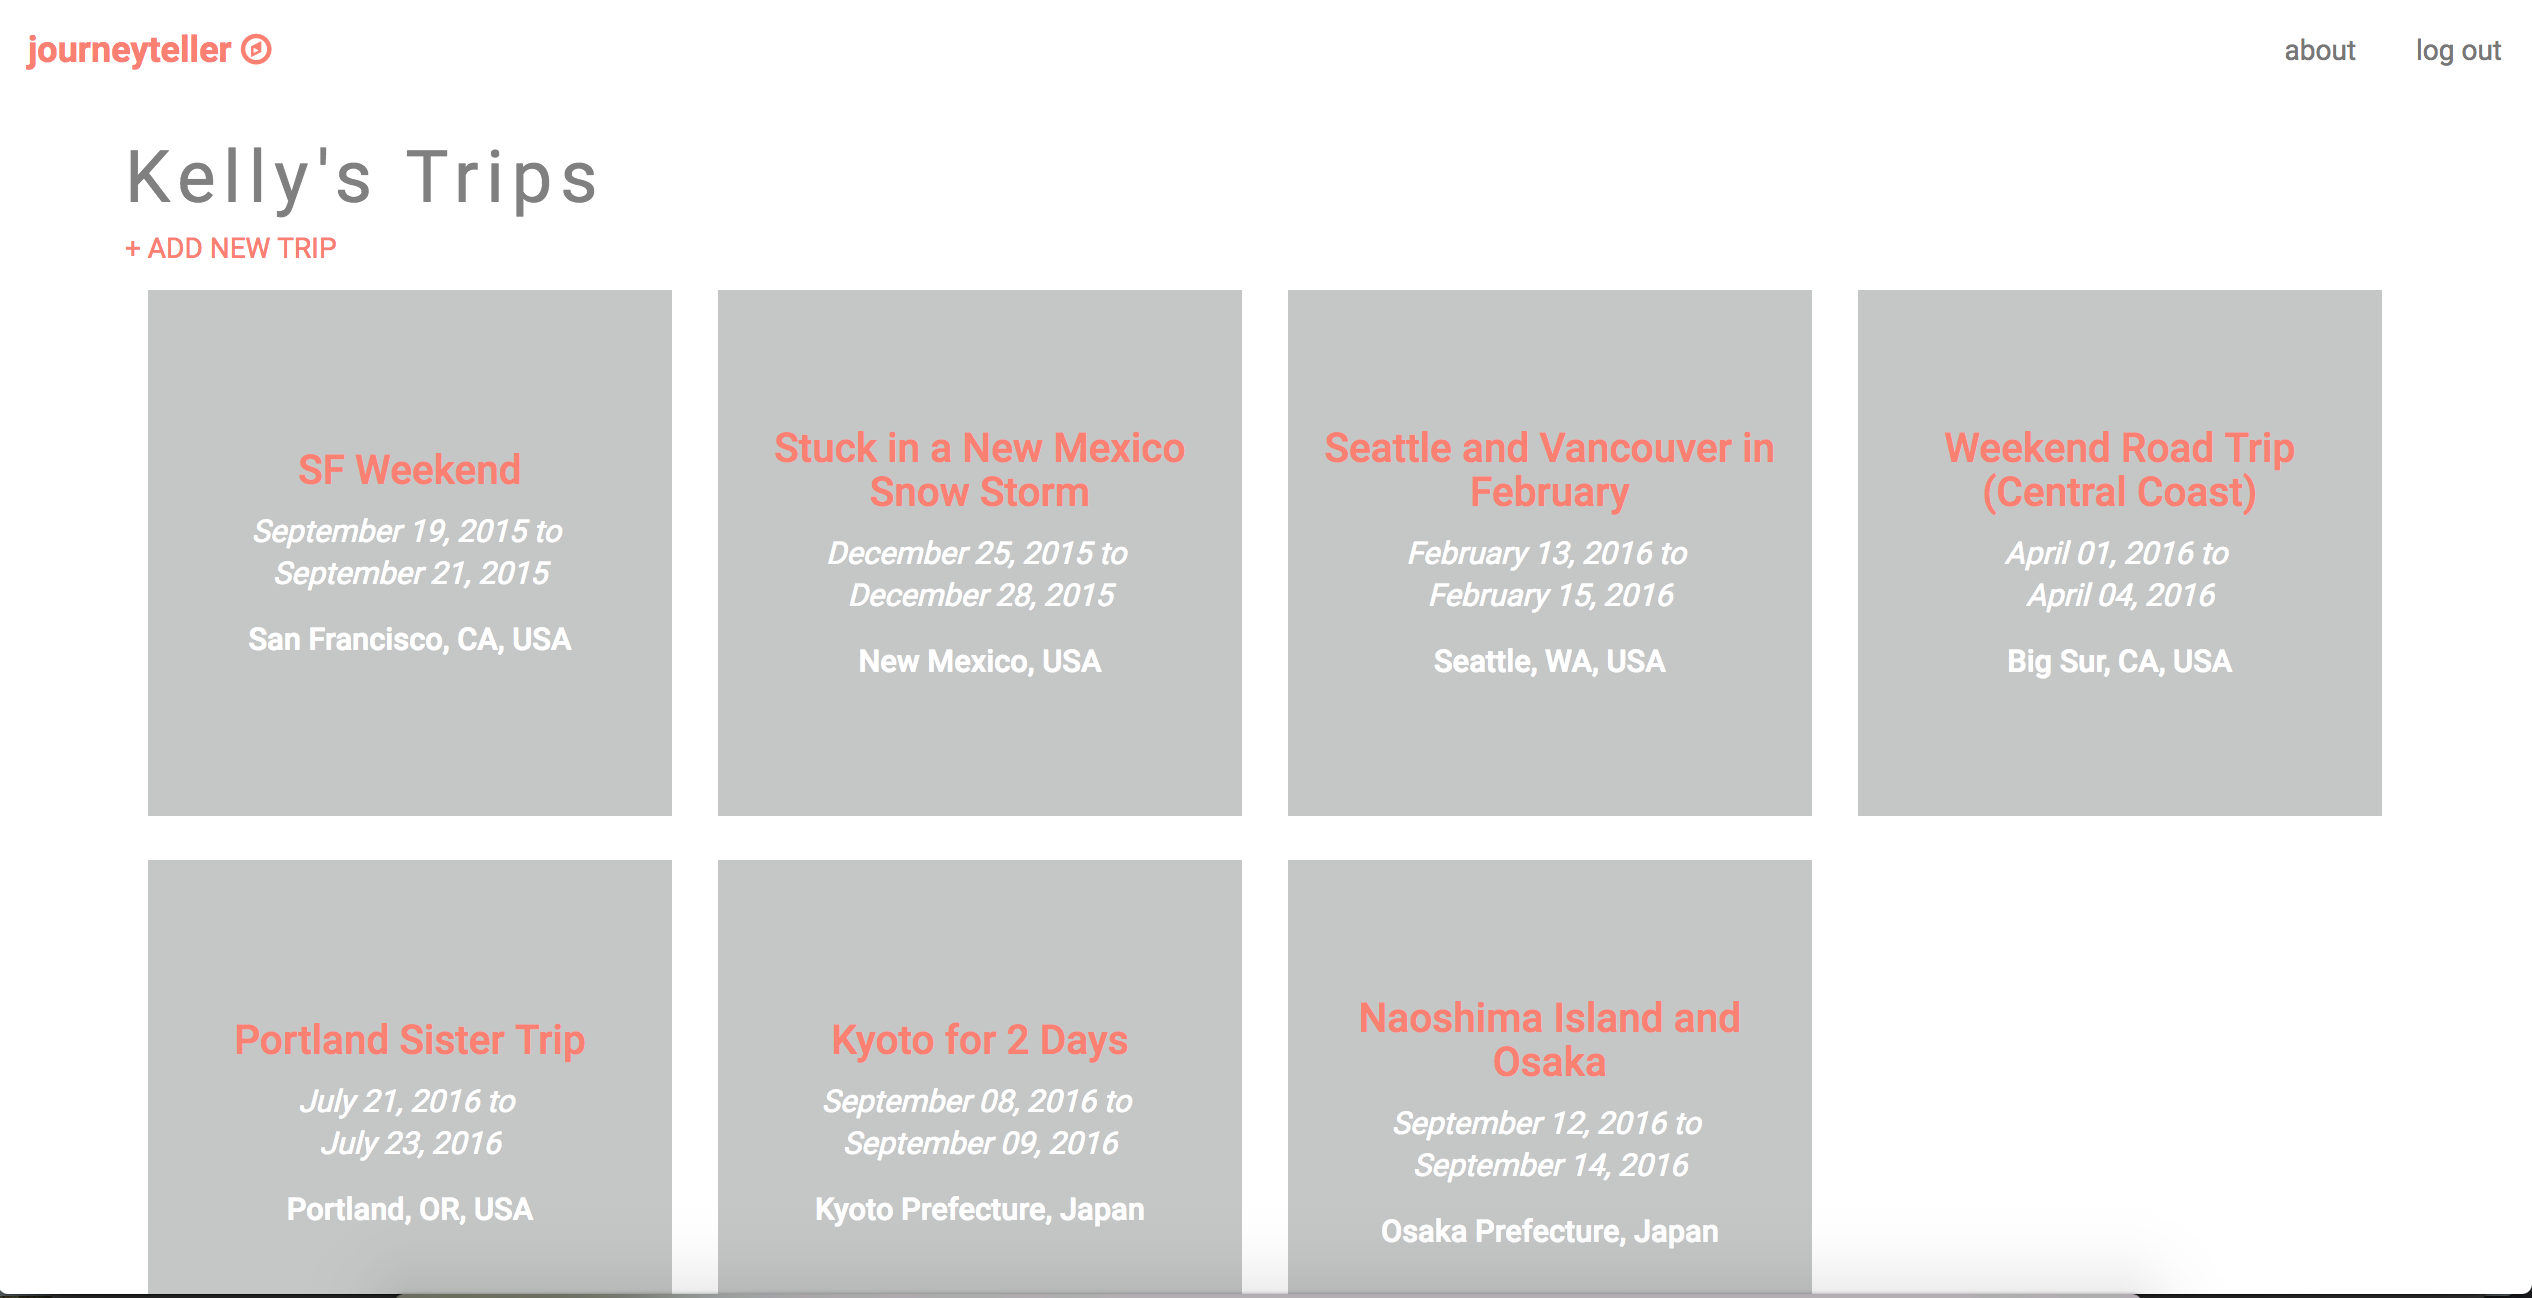 journeyteller
about
log out
Kelly's Trips
+ ADD NEW TRIP
SF Weekend
September 19, 2015 to
September 21, 2015
San Francisco, CA, USA
Stuck in a New Mexico
Snow Storm
December 25, 2015 to
December 28, 2015
New Mexico, USA
Seattle and Vancouver in
February
February 13, 2016 to
February 15, 2016
Seattle, WA, USA
Weekend Road Trip
(Central Coast)
April 01, 2016 to
April 04, 2016
Big Sur, CA, USA
Portland Sister Trip
July 21, 2016 to
July 23, 2016
Portland, OR, USA
Kyoto for 2 Days
September 08, 2016 to
September 09, 2016
Kyoto Prefecture, Japan
Naoshima Island and
Osaka
September 12, 2016 to
September 14, 2016
Osaka Prefecture, Japan